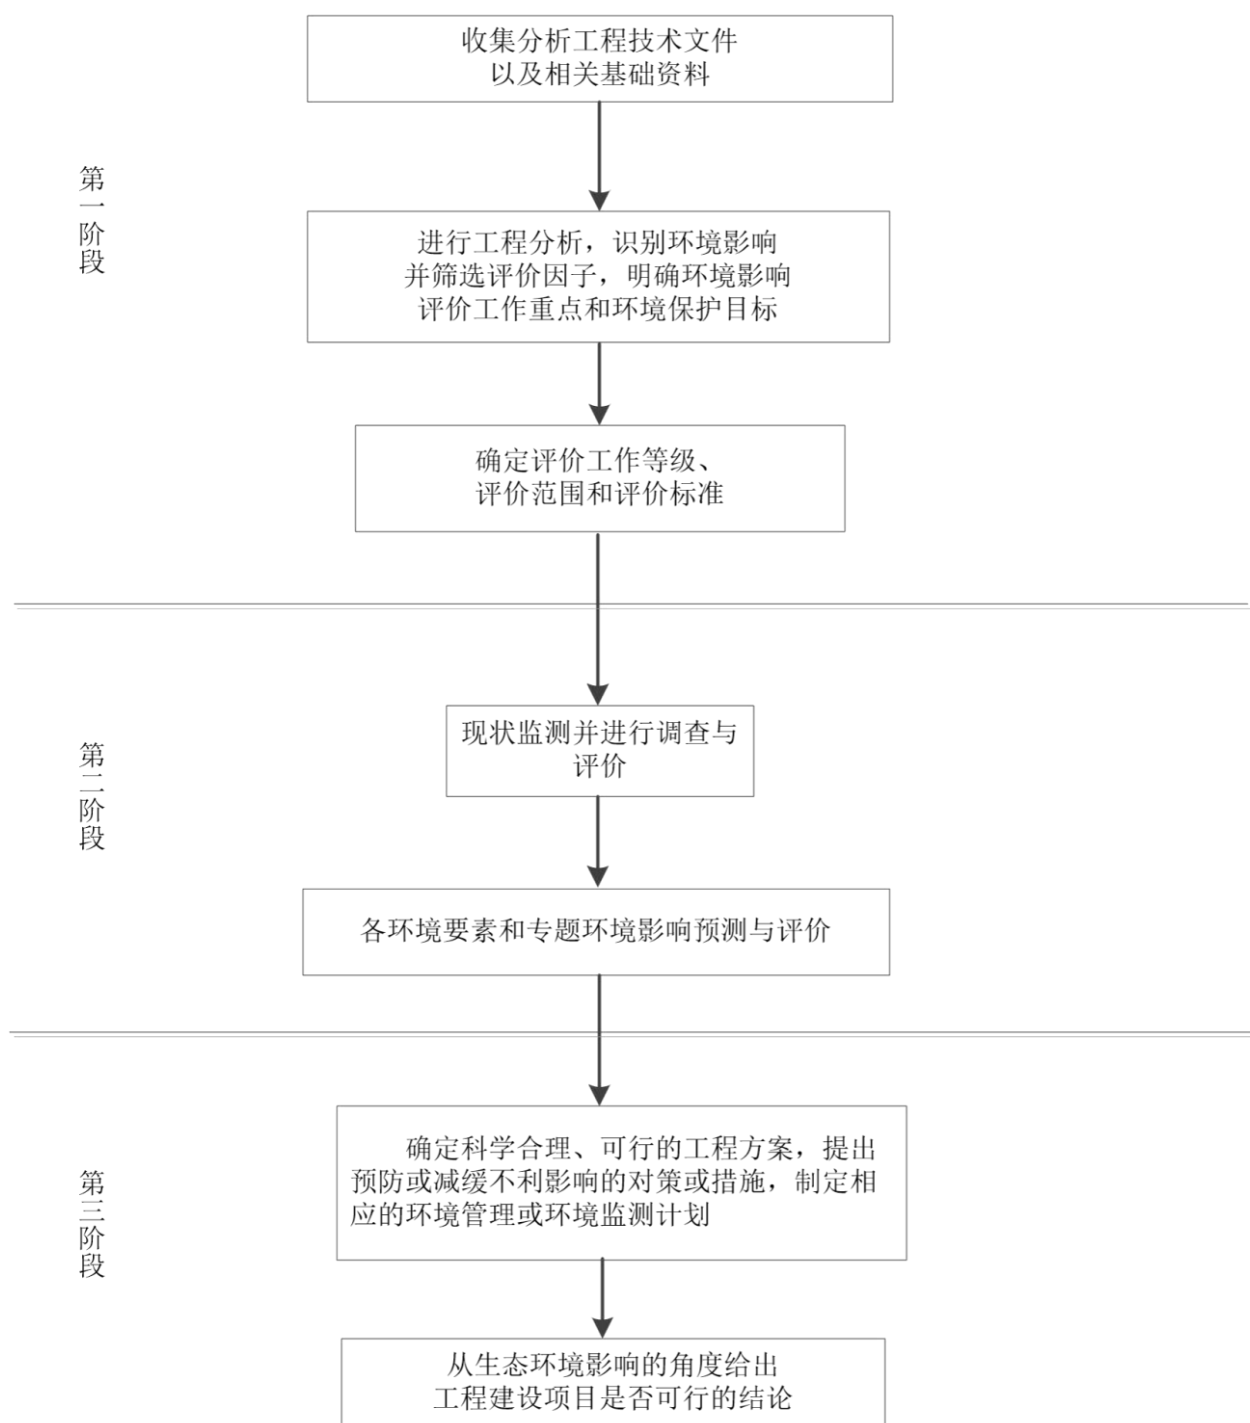 收集分析工程技术文件
以及相关基础资料
第一阶段
进行工程分析，识别环境影响
并筛选评价因子，明确环境影响
评价工作重点和环境保护目标
确定评价工作等级、
评价范围和评价标准
现状监测并进行调查与
评价
第二阶段
各环境要素和专题环境影响预测与评价
确定科学合理、可行的工程方案，提出
预防或减缓不利影响的对策或措施，制定相
应的环境管理或环境监测计划
第三阶段
从生态环境影响的角度给出
工程建设项目是否可行的结论